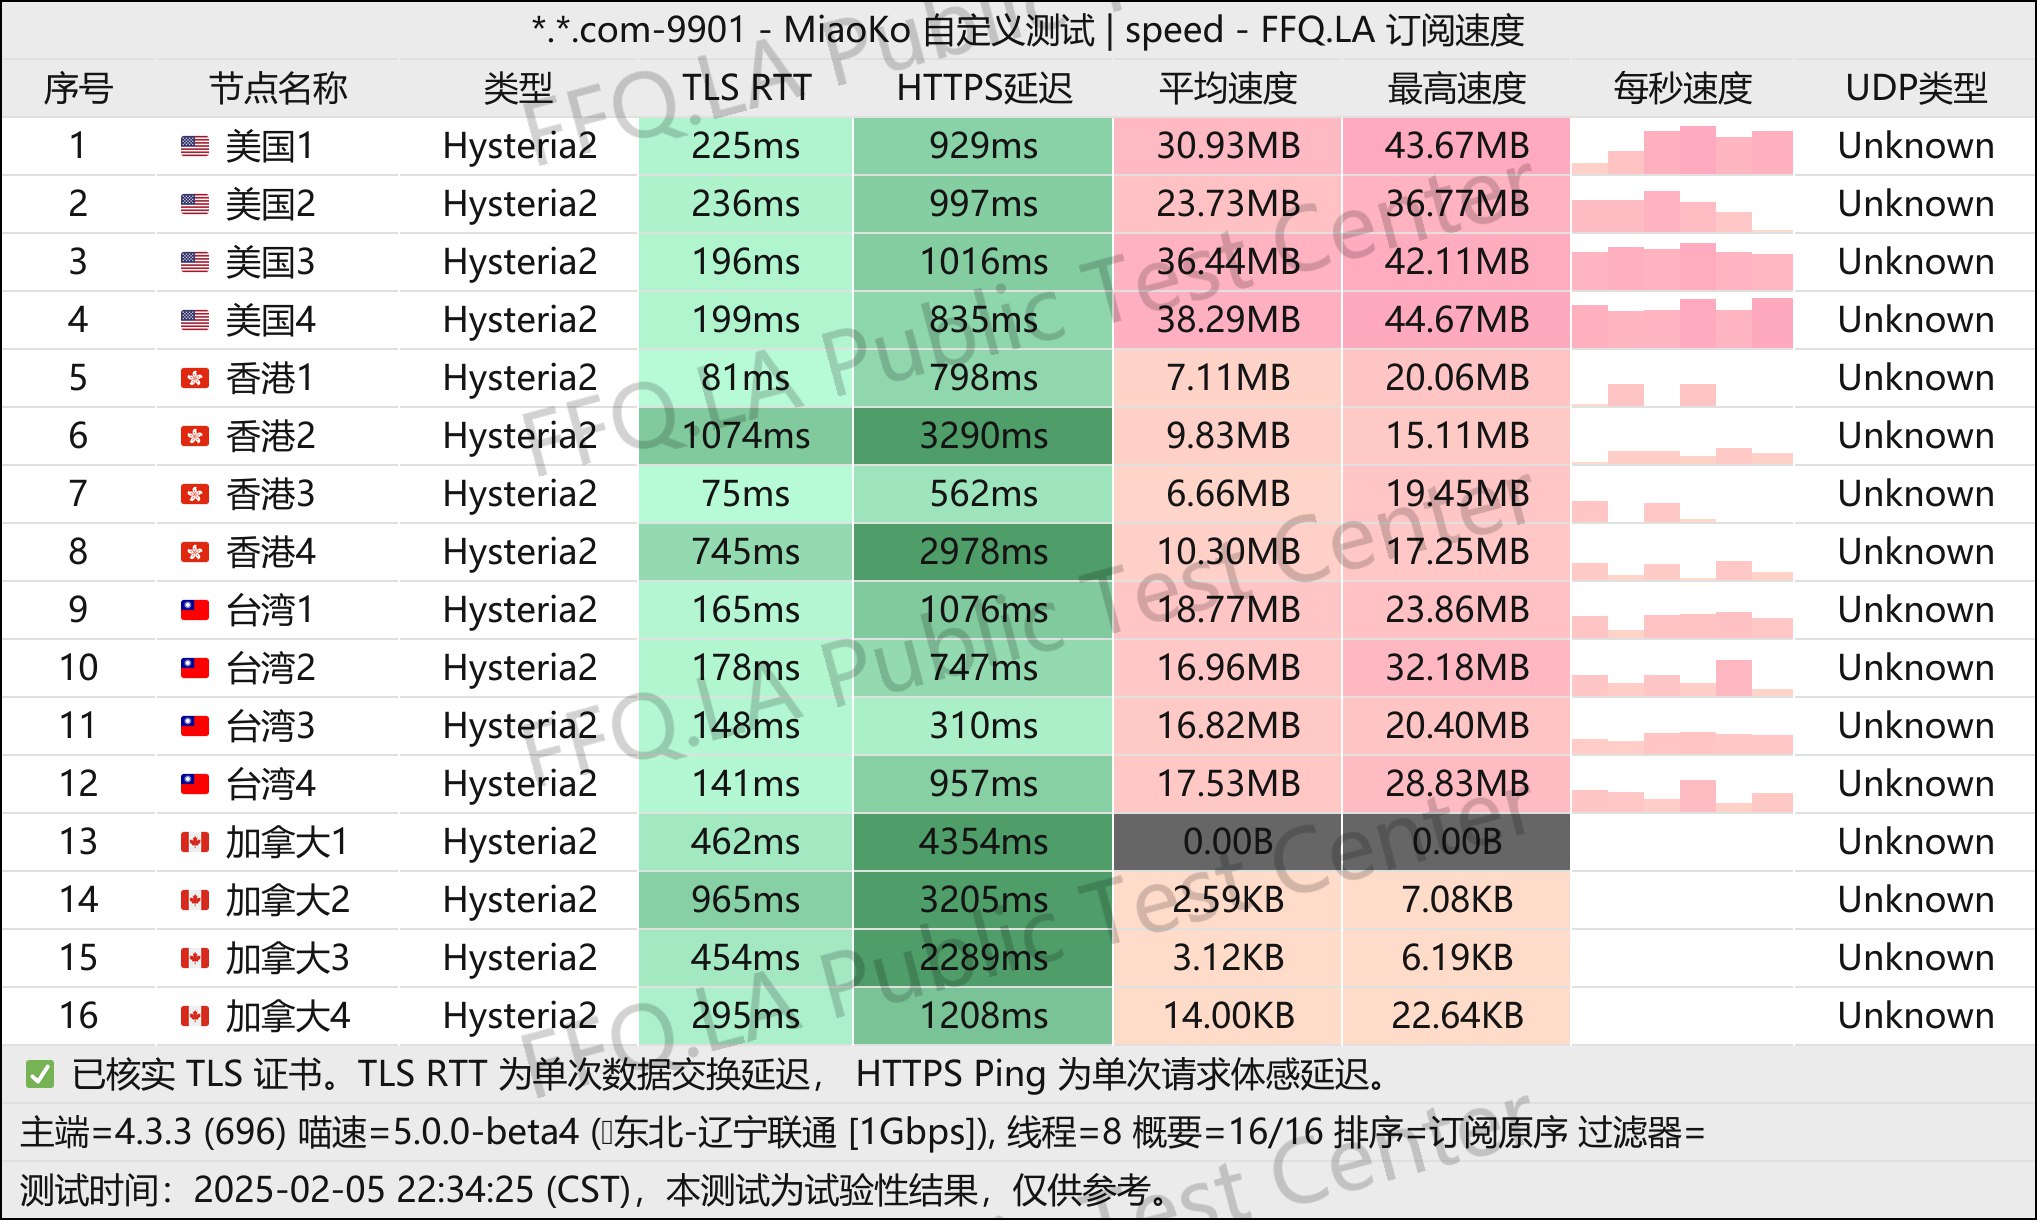 *.*.com-9901 - MiaoKo 自定义测试 | speed - FFQ.LA 订阅速度
序号 节点名称 类型 TLS RTT HTTPS延迟 平均速度 最高速度 每秒速度 UDP类型
1 美国1 Hysteria2 225ms 929ms 30.93MB 43.67MB Unknown
2 美国2 Hysteria2 236ms 997ms 23.73MB 36.77MB Unknown
3 美国3 Hysteria2 196ms 1016ms 36.44MB 42.11MB Unknown
4 美国4 Hysteria2 199ms 835ms 38.29MB 44.67MB Unknown
5 香港1 Hysteria2 81ms 798ms 7.11MB 20.06MB Unknown
6 香港2 Hysteria2 1074ms 3290ms 9.83MB 15.11MB Unknown
7 香港3 Hysteria2 75ms 562ms 6.66MB 19.45MB Unknown
8 香港4 Hysteria2 745ms 2978ms 10.30MB 17.25MB Unknown
9 台湾1 Hysteria2 165ms 1076ms 18.77MB 23.86MB Unknown
10 台湾2 Hysteria2 178ms 747ms 16.96MB 32.18MB Unknown
11 台湾3 Hysteria2 148ms 310ms 16.82MB 20.40MB Unknown
12 台湾4 Hysteria2 141ms 957ms 17.53MB 28.83MB Unknown
13 加拿大1 Hysteria2 462ms 4354ms 0.00B 0.00B Unknown
14 加拿大2 Hysteria2 965ms 3205ms 2.59KB 7.08KB Unknown
15 加拿大3 Hysteria2 454ms 2289ms 3.12KB 6.19KB Unknown
16 加拿大4 Hysteria2 295ms 1208ms 14.00KB 22.64KB Unknown
✅ 已核实 TLS 证书。TLS RTT 为单次数据交换延迟， HTTPS Ping 为单次请求体感延迟。
主端=4.3.3 (696) 喵速=5.0.0-beta4 (东北-辽宁联通 [1Gbps]), 线程=8 概要=16/16 排序=订阅原序 过滤器=
测试时间：2025-02-05 22:34:25 (CST)，本测试为试验性结果，仅供参考。
FFQ.LA Public Test Center